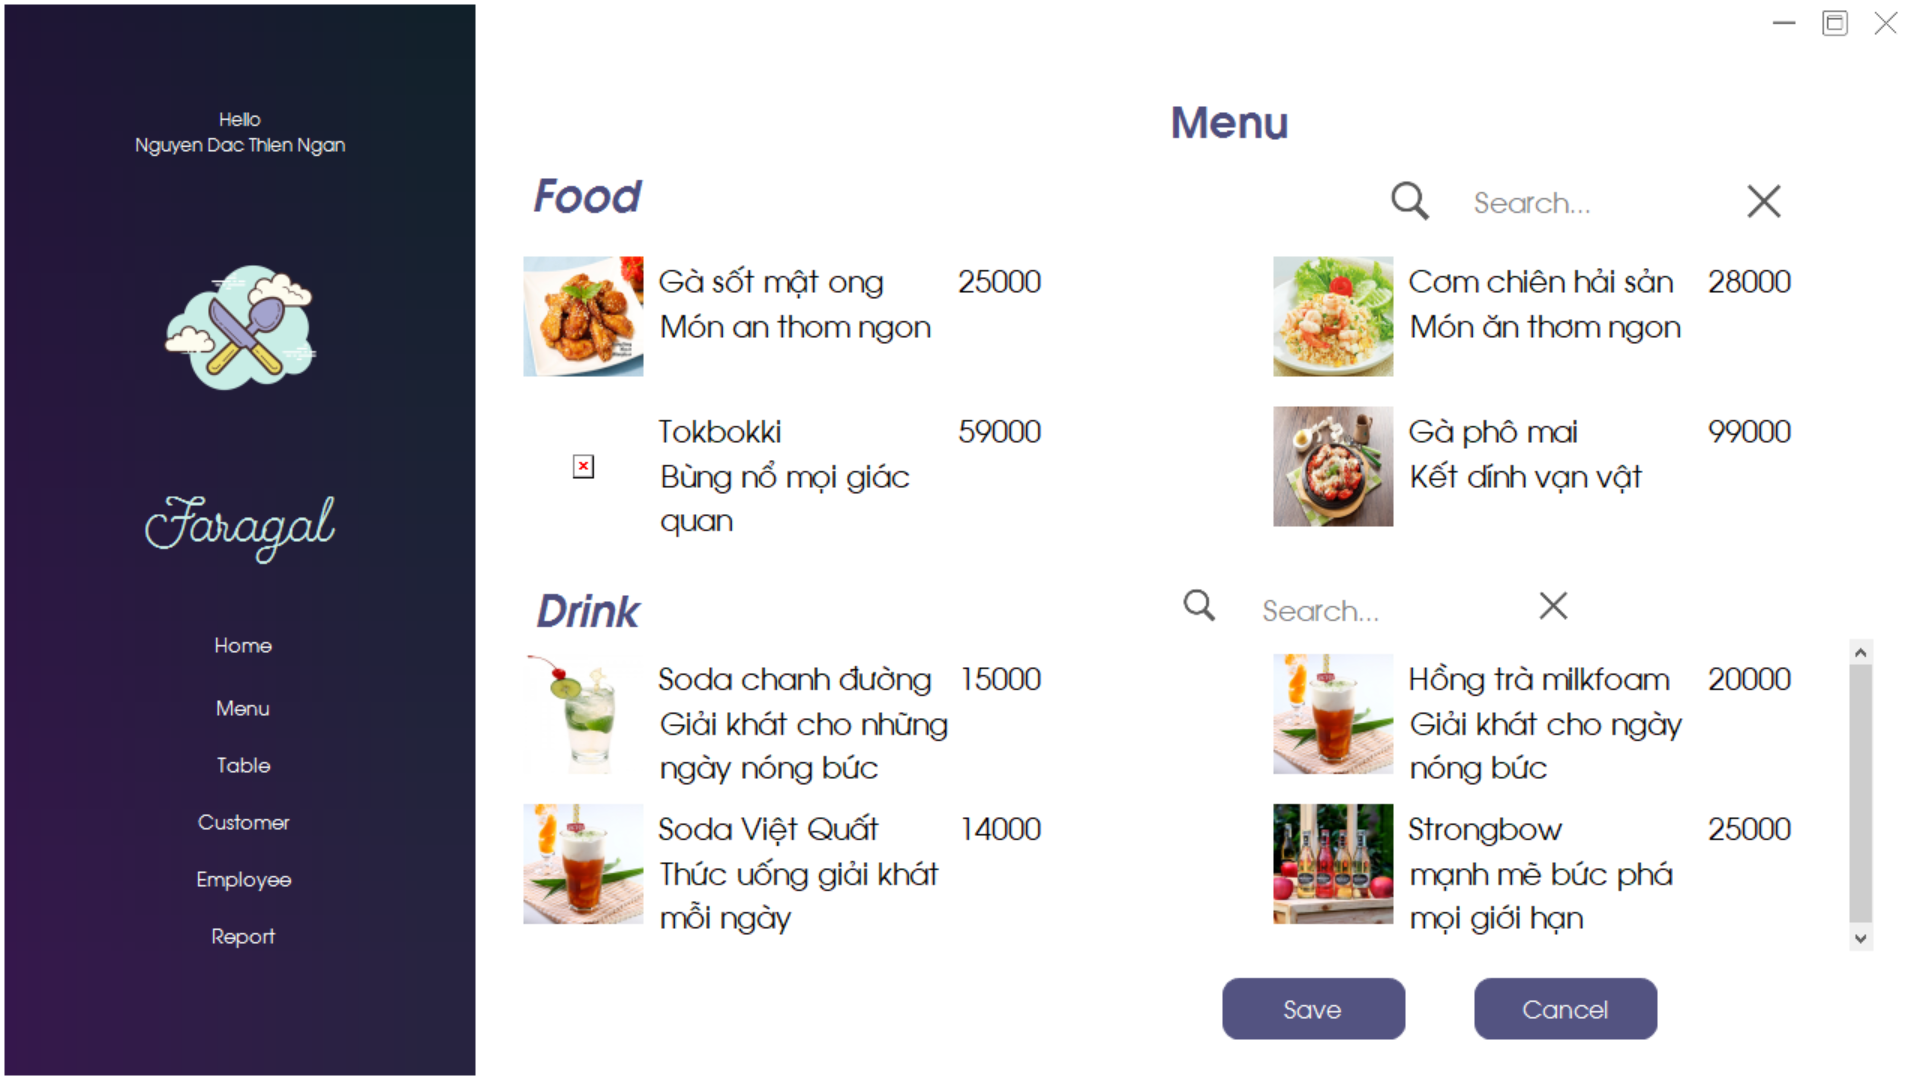 Hello
Nguyen Dac Thien Ngan
Faragal
Home
Menu
Table
Customer
Employee
Report
Menu
Food
Search...
Gà sốt mật ong 25000
Món an thom ngon
Cơm chiên hải sản 28000
Món ăn thơm ngon
Tokbokki 59000
Bùng nổ mọi giác
quan
Gà phô mai 99000
Kết dính vạn vật
Drink
Search...
Soda chanh đường 15000
Giải khát cho những
ngày nóng bức
Hồng trà milkfoam 20000
Giải khát cho ngày
nóng bức
Soda Việt Quất 14000
Thức uống giải khát
mỗi ngày
Strongbow 25000
mạnh mẽ bức phá
mọi giới hạn
Save
Cancel